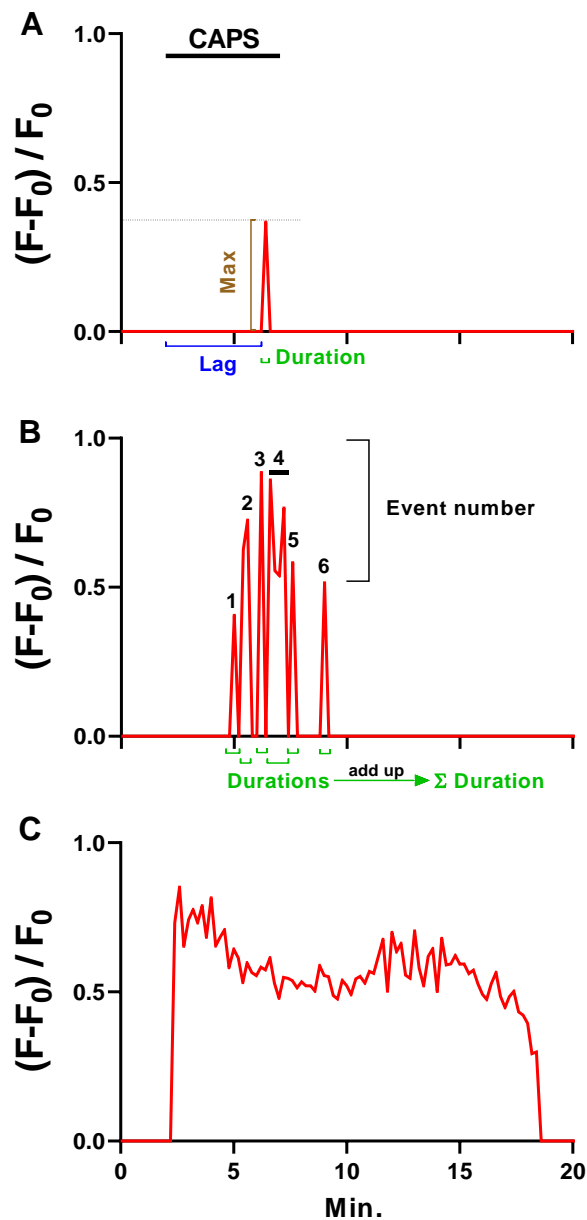 A
CAPS
1.0
0.5
0.0
(F-F0) / F0
Max
Lag
Duration
B
1.0
0.5
0.0
(F-F0) / F0
1
2
3
4
5
6
Event number
Durations
add up
Σ Duration
C
1.0
0.5
0.0
(F-F0) / F0
0 5 10 15 20
Min.